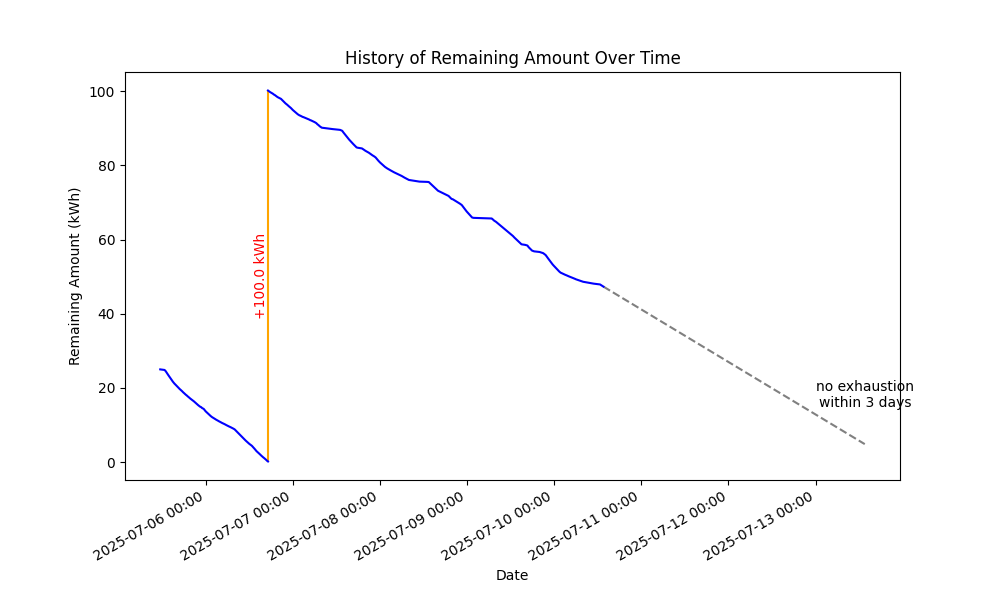 History of Remaining Amount Over Time
Remaining Amount (kWh)
100
80
60
40
20
0
+100.0 kWh
no exhaustion
within 3 days
2025-07-06 00:00
2025-07-07 00:00
2025-07-08 00:00
2025-07-09 00:00
2025-07-10 00:00
2025-07-11 00:00
2025-07-12 00:00
2025-07-13 00:00
Date